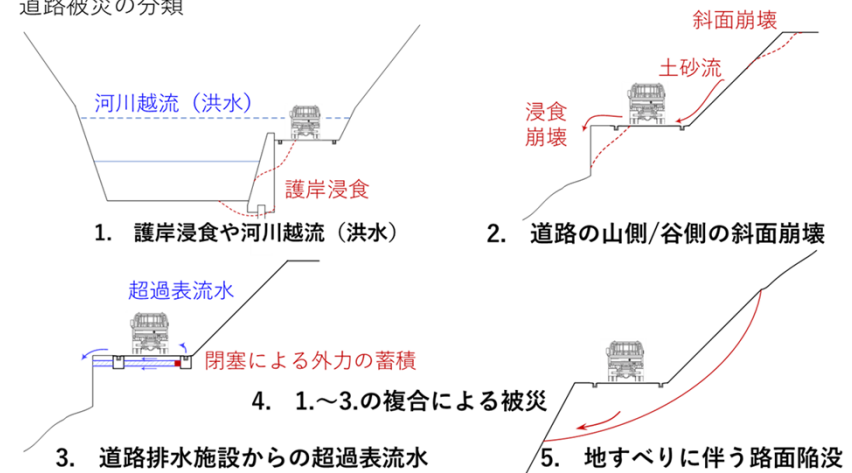 道路被災の分類
河川越流（洪水）
護岸浸食
1.　護岸浸食や河川越流（洪水）
斜面崩壊
土砂流
浸食
崩壊
2.　道路の山側/谷側の斜面崩壊
超過表流水
閉塞による外力の蓄積
3.　道路排水施設からの超過表流水
4.　1.～3.の複合による被災
5.　地すべりに伴う路面陥没